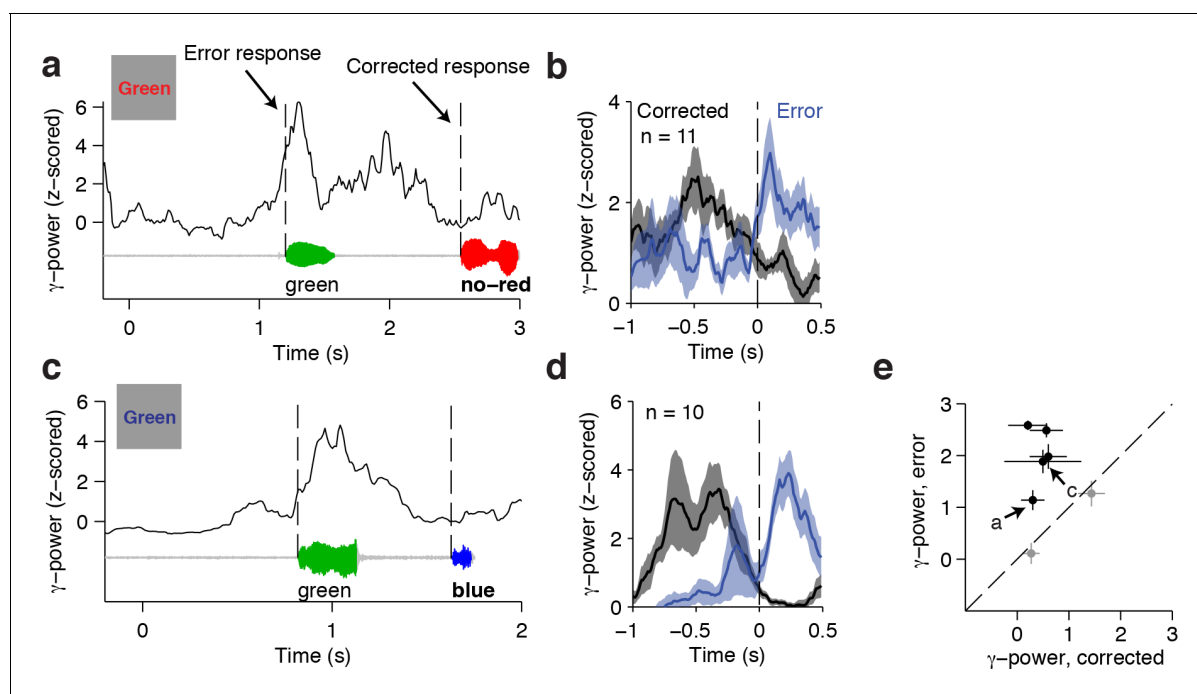 a
Green
Error response
Corrected response
γ−power (z−scored)
6
4
2
0
green
no−red
0
1
2
3
Time (s)
b
γ−power (z−scored)
4
2
0
Corrected
n = 11
Error
−1
−0.5
0
0.5
Time (s)
c
Green
γ−power (z−scored)
6
4
2
0
green
blue
0
1
2
Time (s)
d
γ−power (z−scored)
6
4
2
0
n = 10
−1
−0.5
0
0.5
Time (s)
e
γ−power, error
3
2
1
0
c
a
0
1
2
3
γ−power, corrected